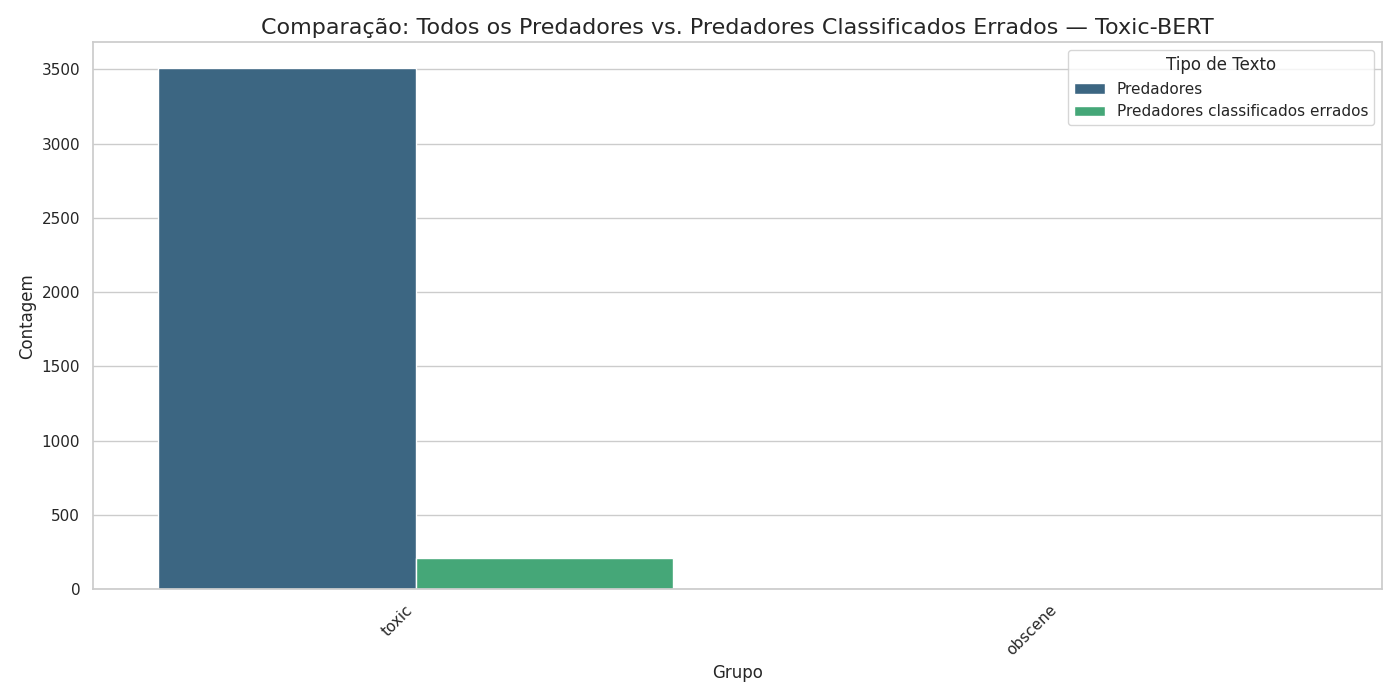 Comparação: Todos os Predadores vs. Predadores Classificados Errados — Toxic-BERT
Tipo de Texto
Predadores
Predadores classificados errados
Contagem
3500
3000
2500
2000
1500
1000
500
0
toxic
obscene
Grupo